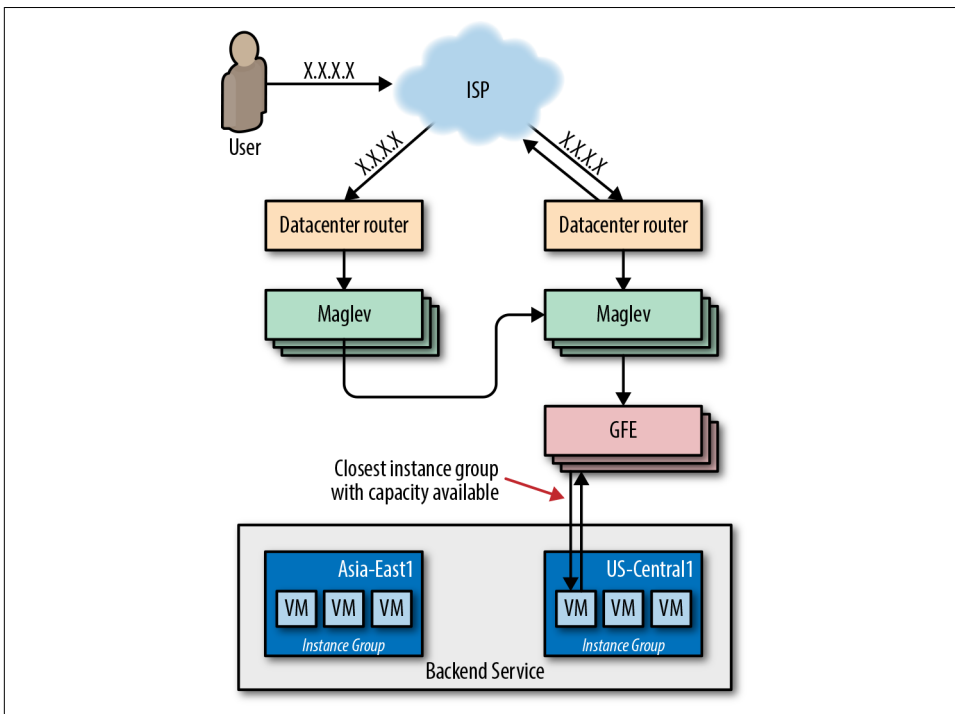 X.X.X.X
ISP
User
X.X.X.X
X.X.X.X
Datacenter router
Datacenter router
Maglev
Maglev
GFE
Closest instance group
with capacity available
Asia-East1
US-Central1
VM
VM
VM
VM
VM
VM
Instance Group
Instance Group
Backend Service